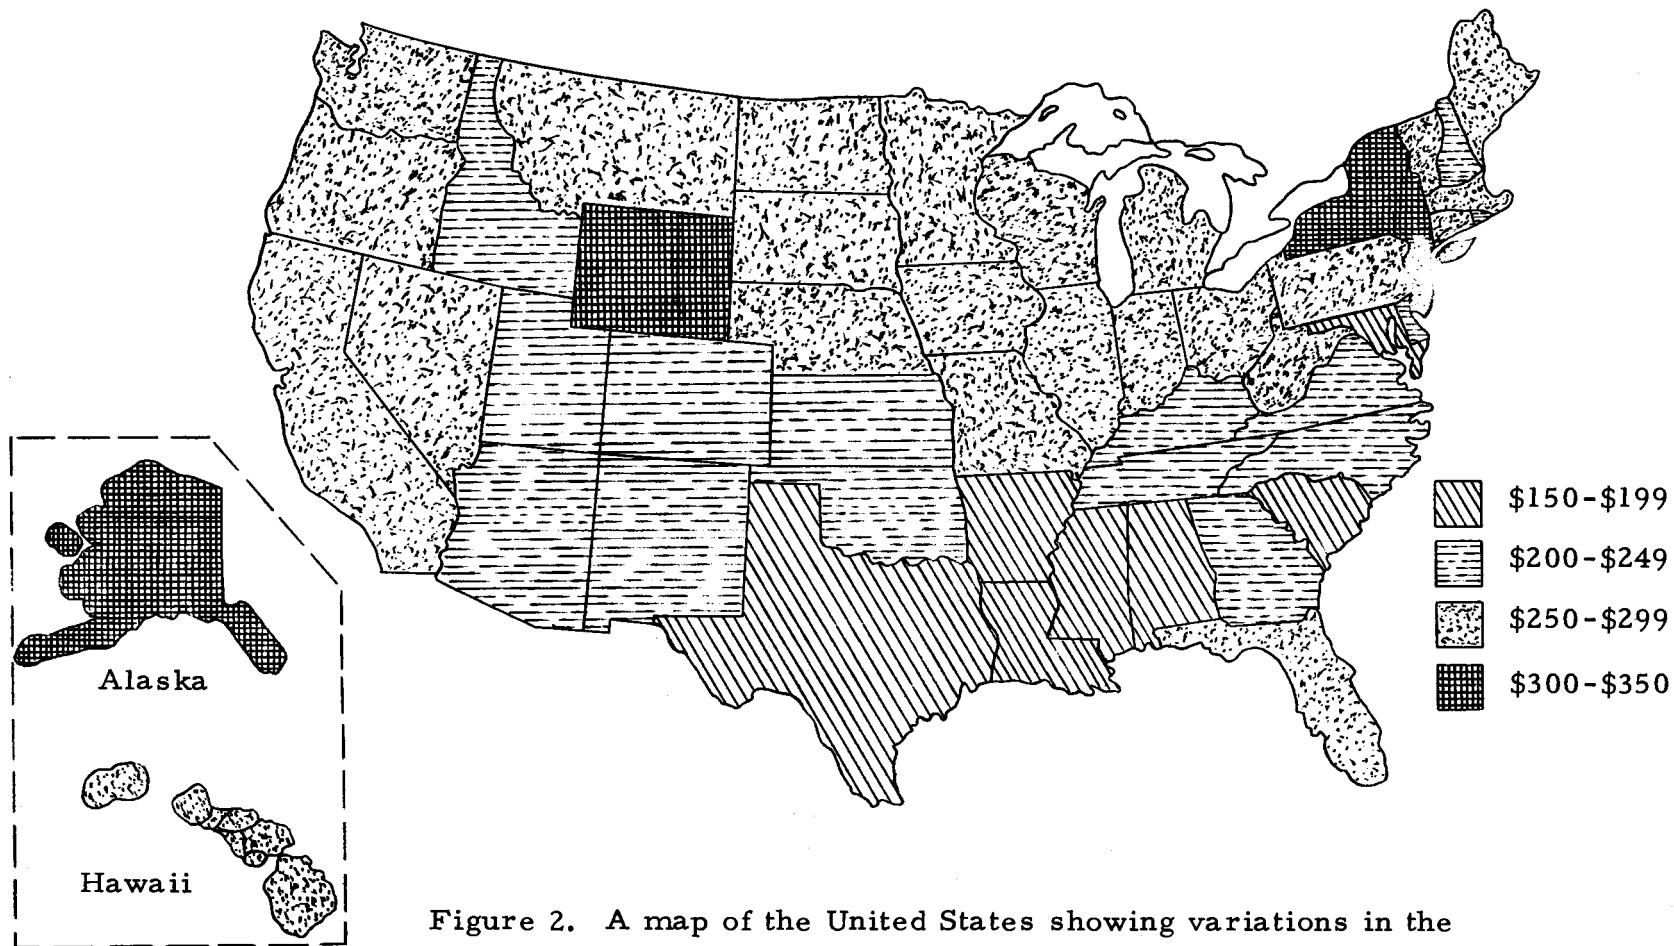 $150-$199
$200-$249
$250-$299
$300-$350
Alaska
Hawaii
Figure 2. A map of the United States showing variations in the